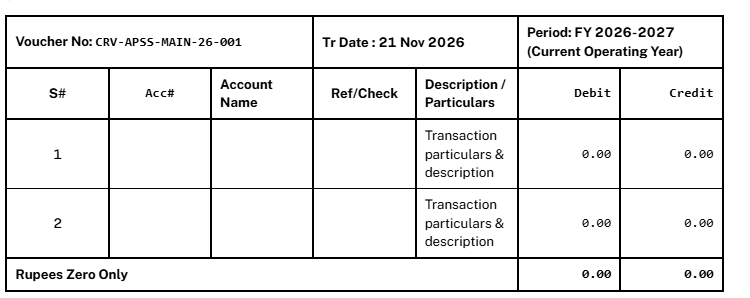 Voucher No: CRV-APSS-MAIN-26-001
Tr Date : 21 Nov 2026
Period: FY 2026-2027
(Current Operating Year)
S#
Acc#
Account
Name
Ref/Check
Description /
Particulars
Debit
Credit
1
Transaction
particulars &
description
0.00
0.00
2
Transaction
particulars &
description
0.00
0.00
Rupees Zero Only
0.00
0.00